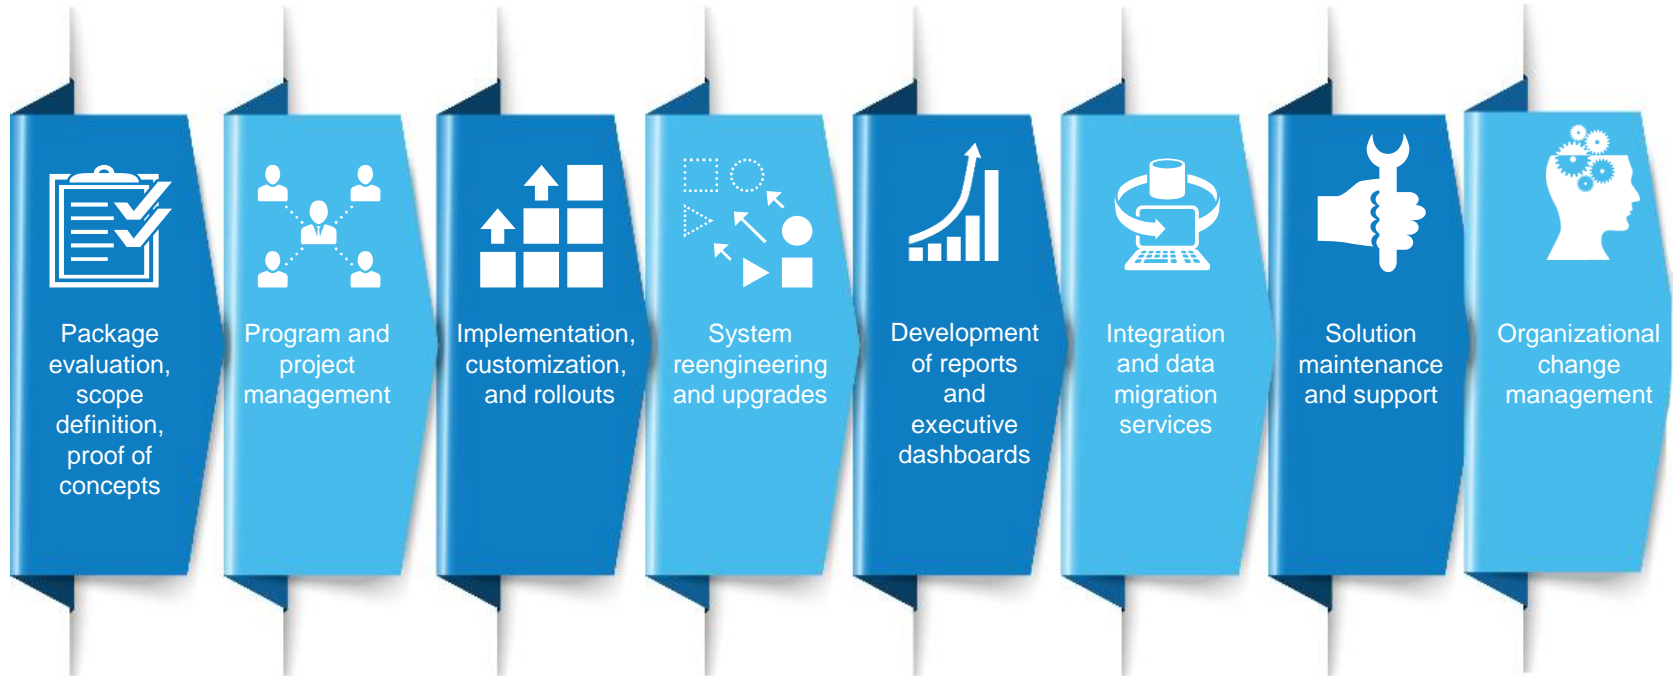 Package
evaluation,
scope
definition,
proof of
concepts
Program and
project
management
Implementation,
customization,
and rollouts
System
reengineering
and upgrades
Development
of reports
and
executive
dashboards
Integration
and data
migration
services
Solution
maintenance
and support
Organizational
change
management